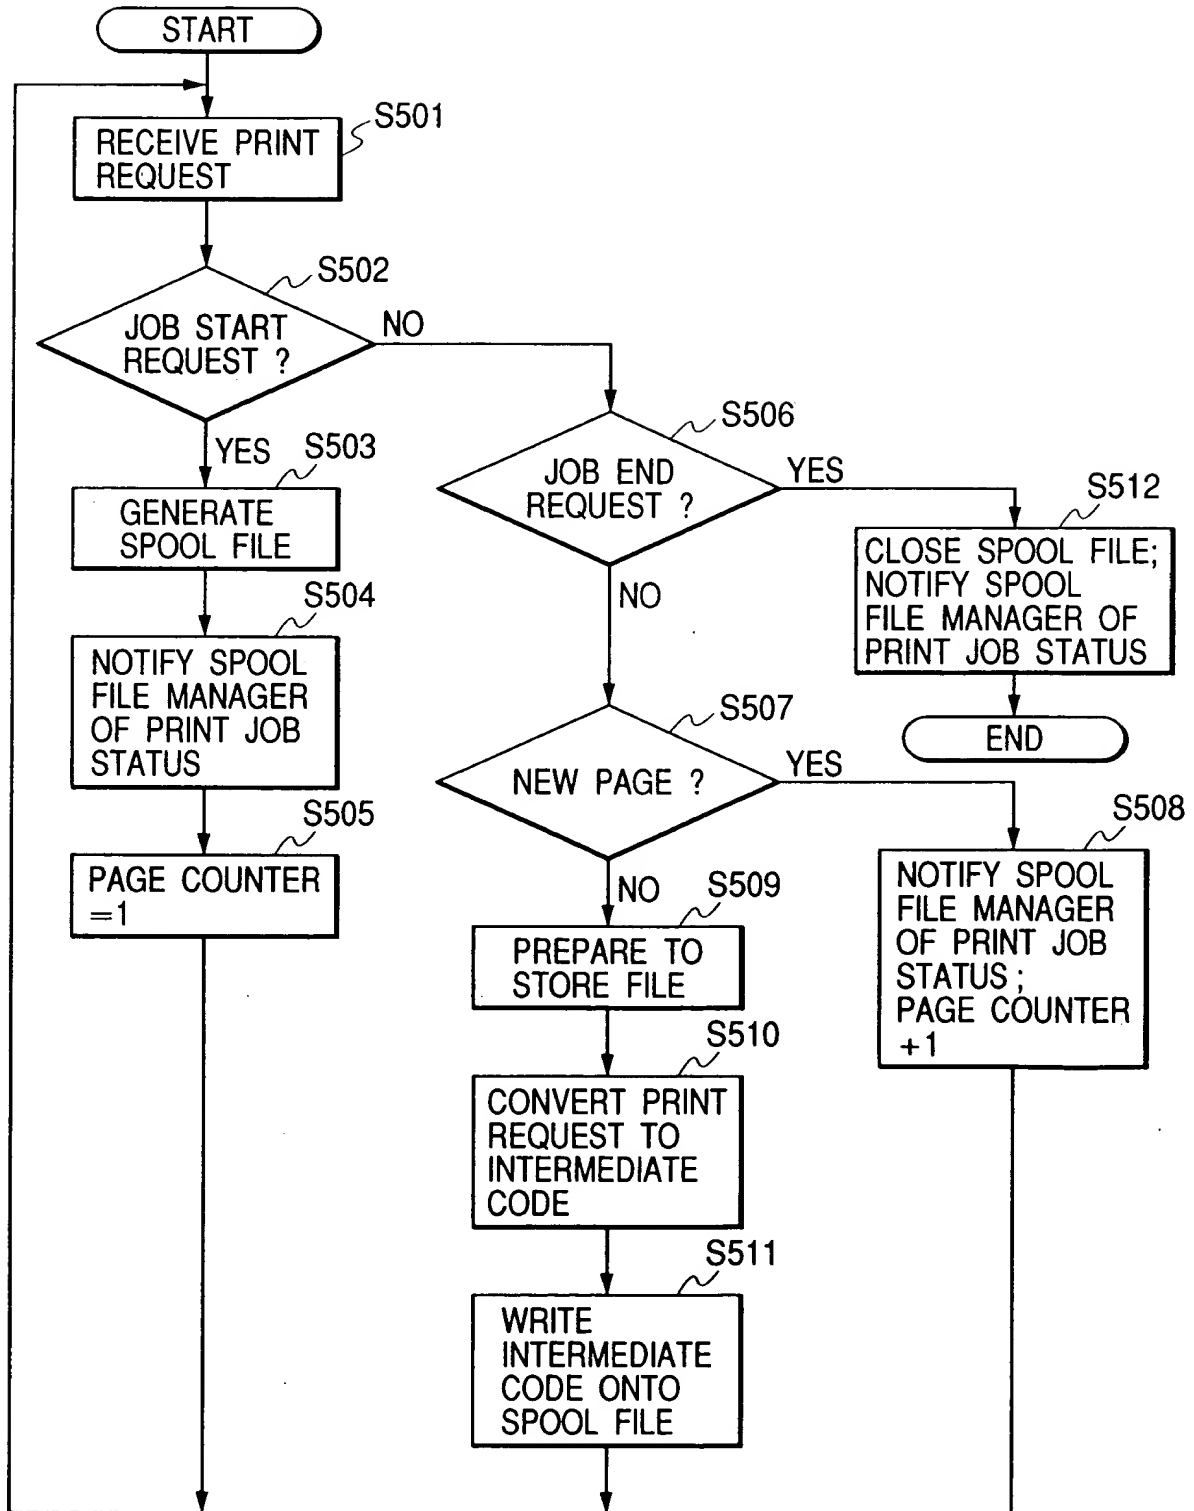 START
S501
RECEIVE PRINT
REQUEST
S502
JOB START
REQUEST ?
NO
YES
S503
GENERATE
SPOOL FILE
S504
NOTIFY SPOOL
FILE MANAGER
OF PRINT JOB
STATUS
S505
PAGE COUNTER
=1
S506
JOB END
REQUEST ?
YES
NO
S512
CLOSE SPOOL FILE;
NOTIFY SPOOL
FILE MANAGER OF
PRINT JOB STATUS
END
S507
NEW PAGE ?
YES
NO
S508
NOTIFY SPOOL
FILE MANAGER
OF PRINT JOB
STATUS ;
PAGE COUNTER
+1
S509
PREPARE TO
STORE FILE
S510
CONVERT PRINT
REQUEST TO
INTERMEDIATE
CODE
S511
WRITE
INTERMEDIATE
CODE ONTO
SPOOL FILE